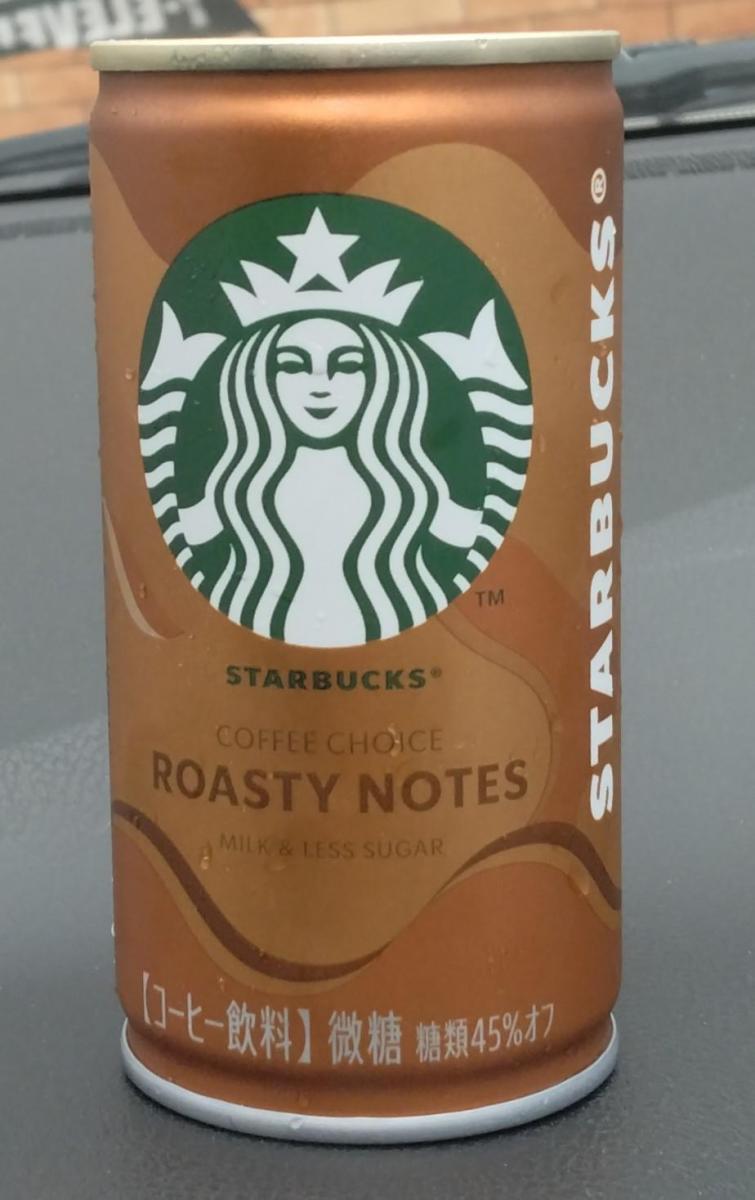 STARBUCKS®
TM
STARBUCKS®
COFFEE CHOICE
ROASTY NOTES
MILK & LESS SUGAR
【コーヒー飲料】微糖 糖類45%オフ